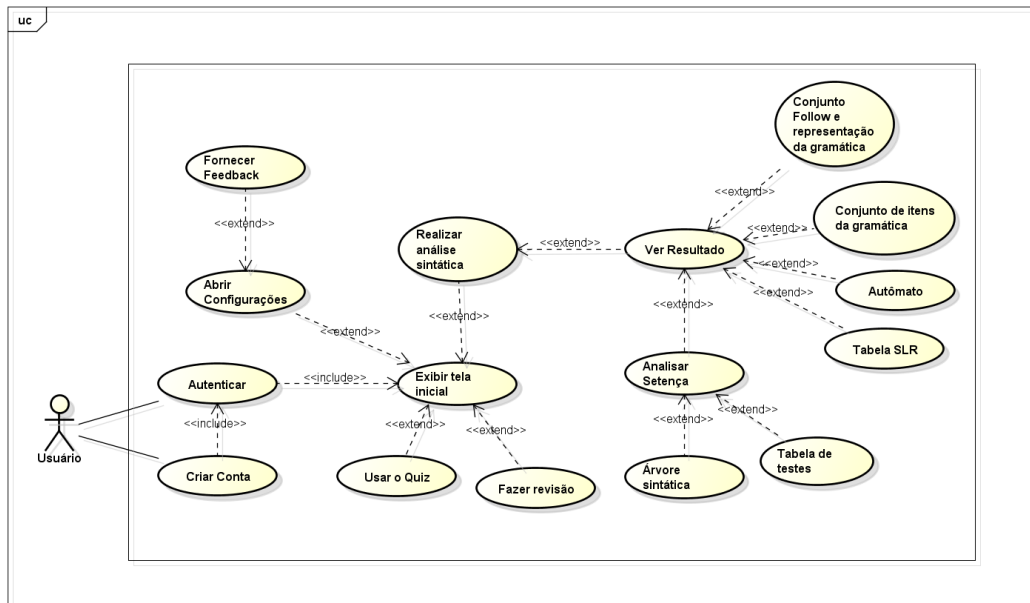 uc
Conjunto
Follow e
representação
da gramática
Fornecer
Feedback
<<extend>>
<<extend>>
Conjunto de itens
da gramática
<<extend>>
Realizar
análise
sintática
<<extend>>
Ver Resultado
<<extend>>
Abrir
Configurações
<<extend>>
Autômato
<<extend>>
<<extend>>
<<extend>>
Tabela SLR
Autenticar
<<include>>
Exibir tela
inicial
Analisar
Setença
<<include>>
<<extend>>
<<extend>>
<<extend>>
<<extend>>
Usuário
Criar Conta
Usar o Quiz
Fazer revisão
Árvore
sintática
Tabela de
testes